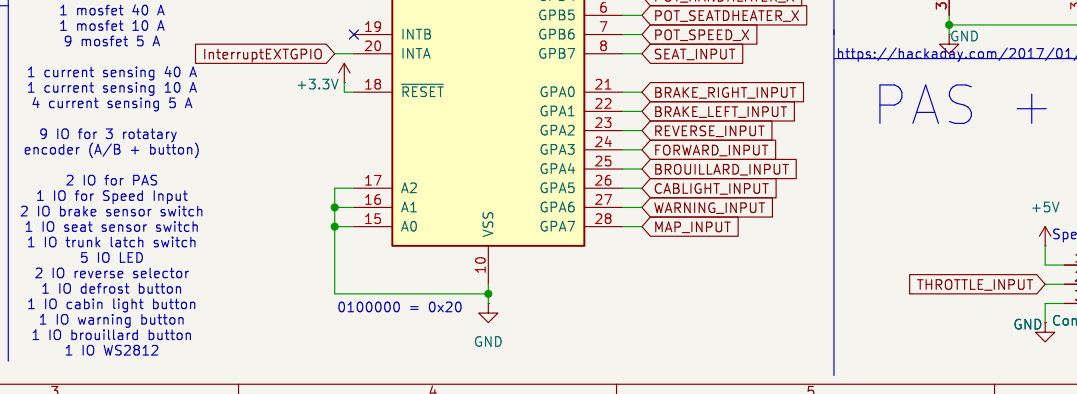 1 mosfet 40 A
1 mosfet 10 A
9 mosfet 5 A
1 current sensing 40 A
1 current sensing 10 A
4 current sensing 5 A
9 IO for 3 rotatary
encoder (A/B + button)
2 IO for PAS
1 IO for Speed Input
2 IO brake sensor switch
1 IO seat sensor switch
1 IO trunk latch switch
5 IO LED
2 IO reverse selector
1 IO defrost button
1 IO cabin light button
1 IO warning button
1 IO brouillard button
1 IO WS2812
InterruptEXTGPIO
+3.3V
19 INTB
20 INTA
18 RESET
17 A2
16 A1
15 A0
VSS
10
0100000 = 0x20
GND
GPB5 6 POT_SEATDHEATER_X
GPB6 7 POT_SPEED_X
GPB7 8 SEAT_INPUT
GPA0 21 BRAKE_RIGHT_INPUT
GPA1 22 BRAKE_LEFT_INPUT
GPA2 23 REVERSE_INPUT
GPA3 24 FORWARD_INPUT
GPA4 25 BROUILLARD_INPUT
GPA5 26 CABLIGHT_INPUT
GPA6 27 WARNING_INPUT
GPA7 28 MAP_INPUT
3
GND
https://hackaday.com/2017/01/
PAS +
+5V
Spe
THROTTLE_INPUT
GND
Con
3
4
5